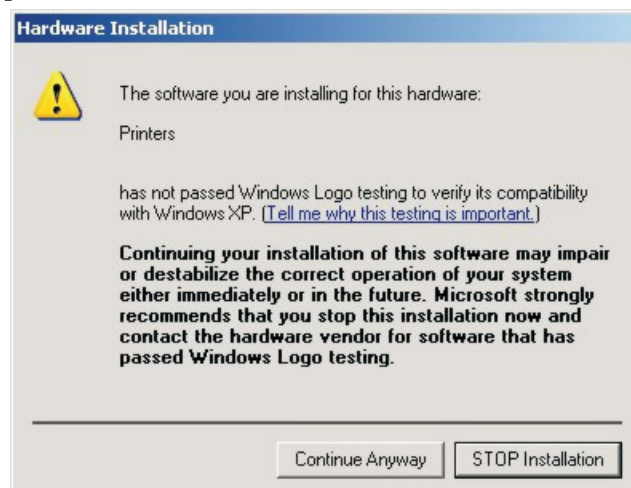 Hardware Installation
The software you are installing for this hardware:
Printers
has not passed Windows Logo testing to verify its compatibility
with Windows XP. (Tell me why this testing is important.)
Continuing your installation of this software may impair
or destabilize the correct operation of your system
either immediately or in the future. Microsoft strongly
recommends that you stop this installation now and
contact the hardware vendor for software that has
passed Windows Logo testing.
Continue Anyway STOP Installation